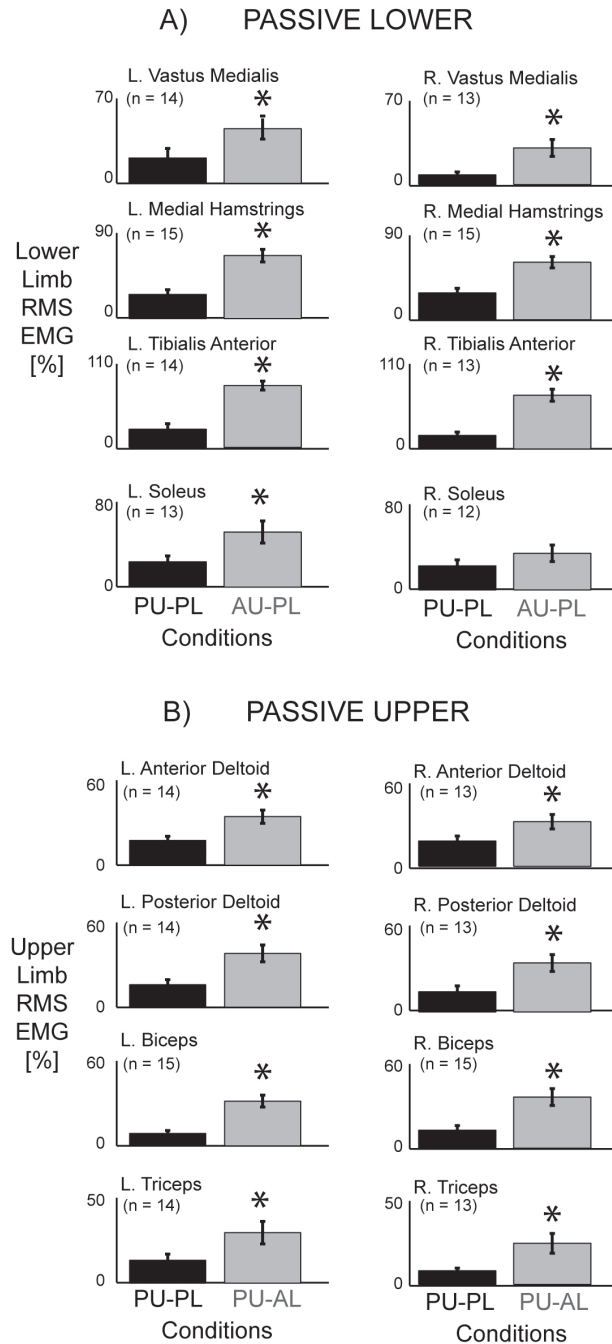 A) PASSIVE LOWER
L. Vastus Medialis
(n = 14)
70
*
0
R. Vastus Medialis
(n = 13)
70
*
0
Lower
Limb
RMS
EMG
[%]
L. Medial Hamstrings
(n = 15)
90
*
0
R. Medial Hamstrings
(n = 15)
90
*
0
L. Tibialis Anterior
(n = 14)
110
*
0
R. Tibialis Anterior
(n = 13)
110
*
0
L. Soleus
(n = 13)
80
*
0
PU-PL AU-PL
Conditions
R. Soleus
(n = 12)
80
0
PU-PL AU-PL
Conditions
B) PASSIVE UPPER
L. Anterior Deltoid
(n = 14)
60
*
0
R. Anterior Deltoid
(n = 13)
60
*
0
Upper
Limb
RMS
EMG
[%]
L. Posterior Deltoid
(n = 14)
60
*
0
R. Posterior Deltoid
(n = 13)
60
*
0
L. Biceps
(n = 15)
60
*
0
R. Biceps
(n = 15)
60
*
0
L. Triceps
(n = 14)
50
*
0
PU-PL PU-AL
Conditions
R. Triceps
(n = 13)
50
*
0
PU-PL PU-AL
Conditions